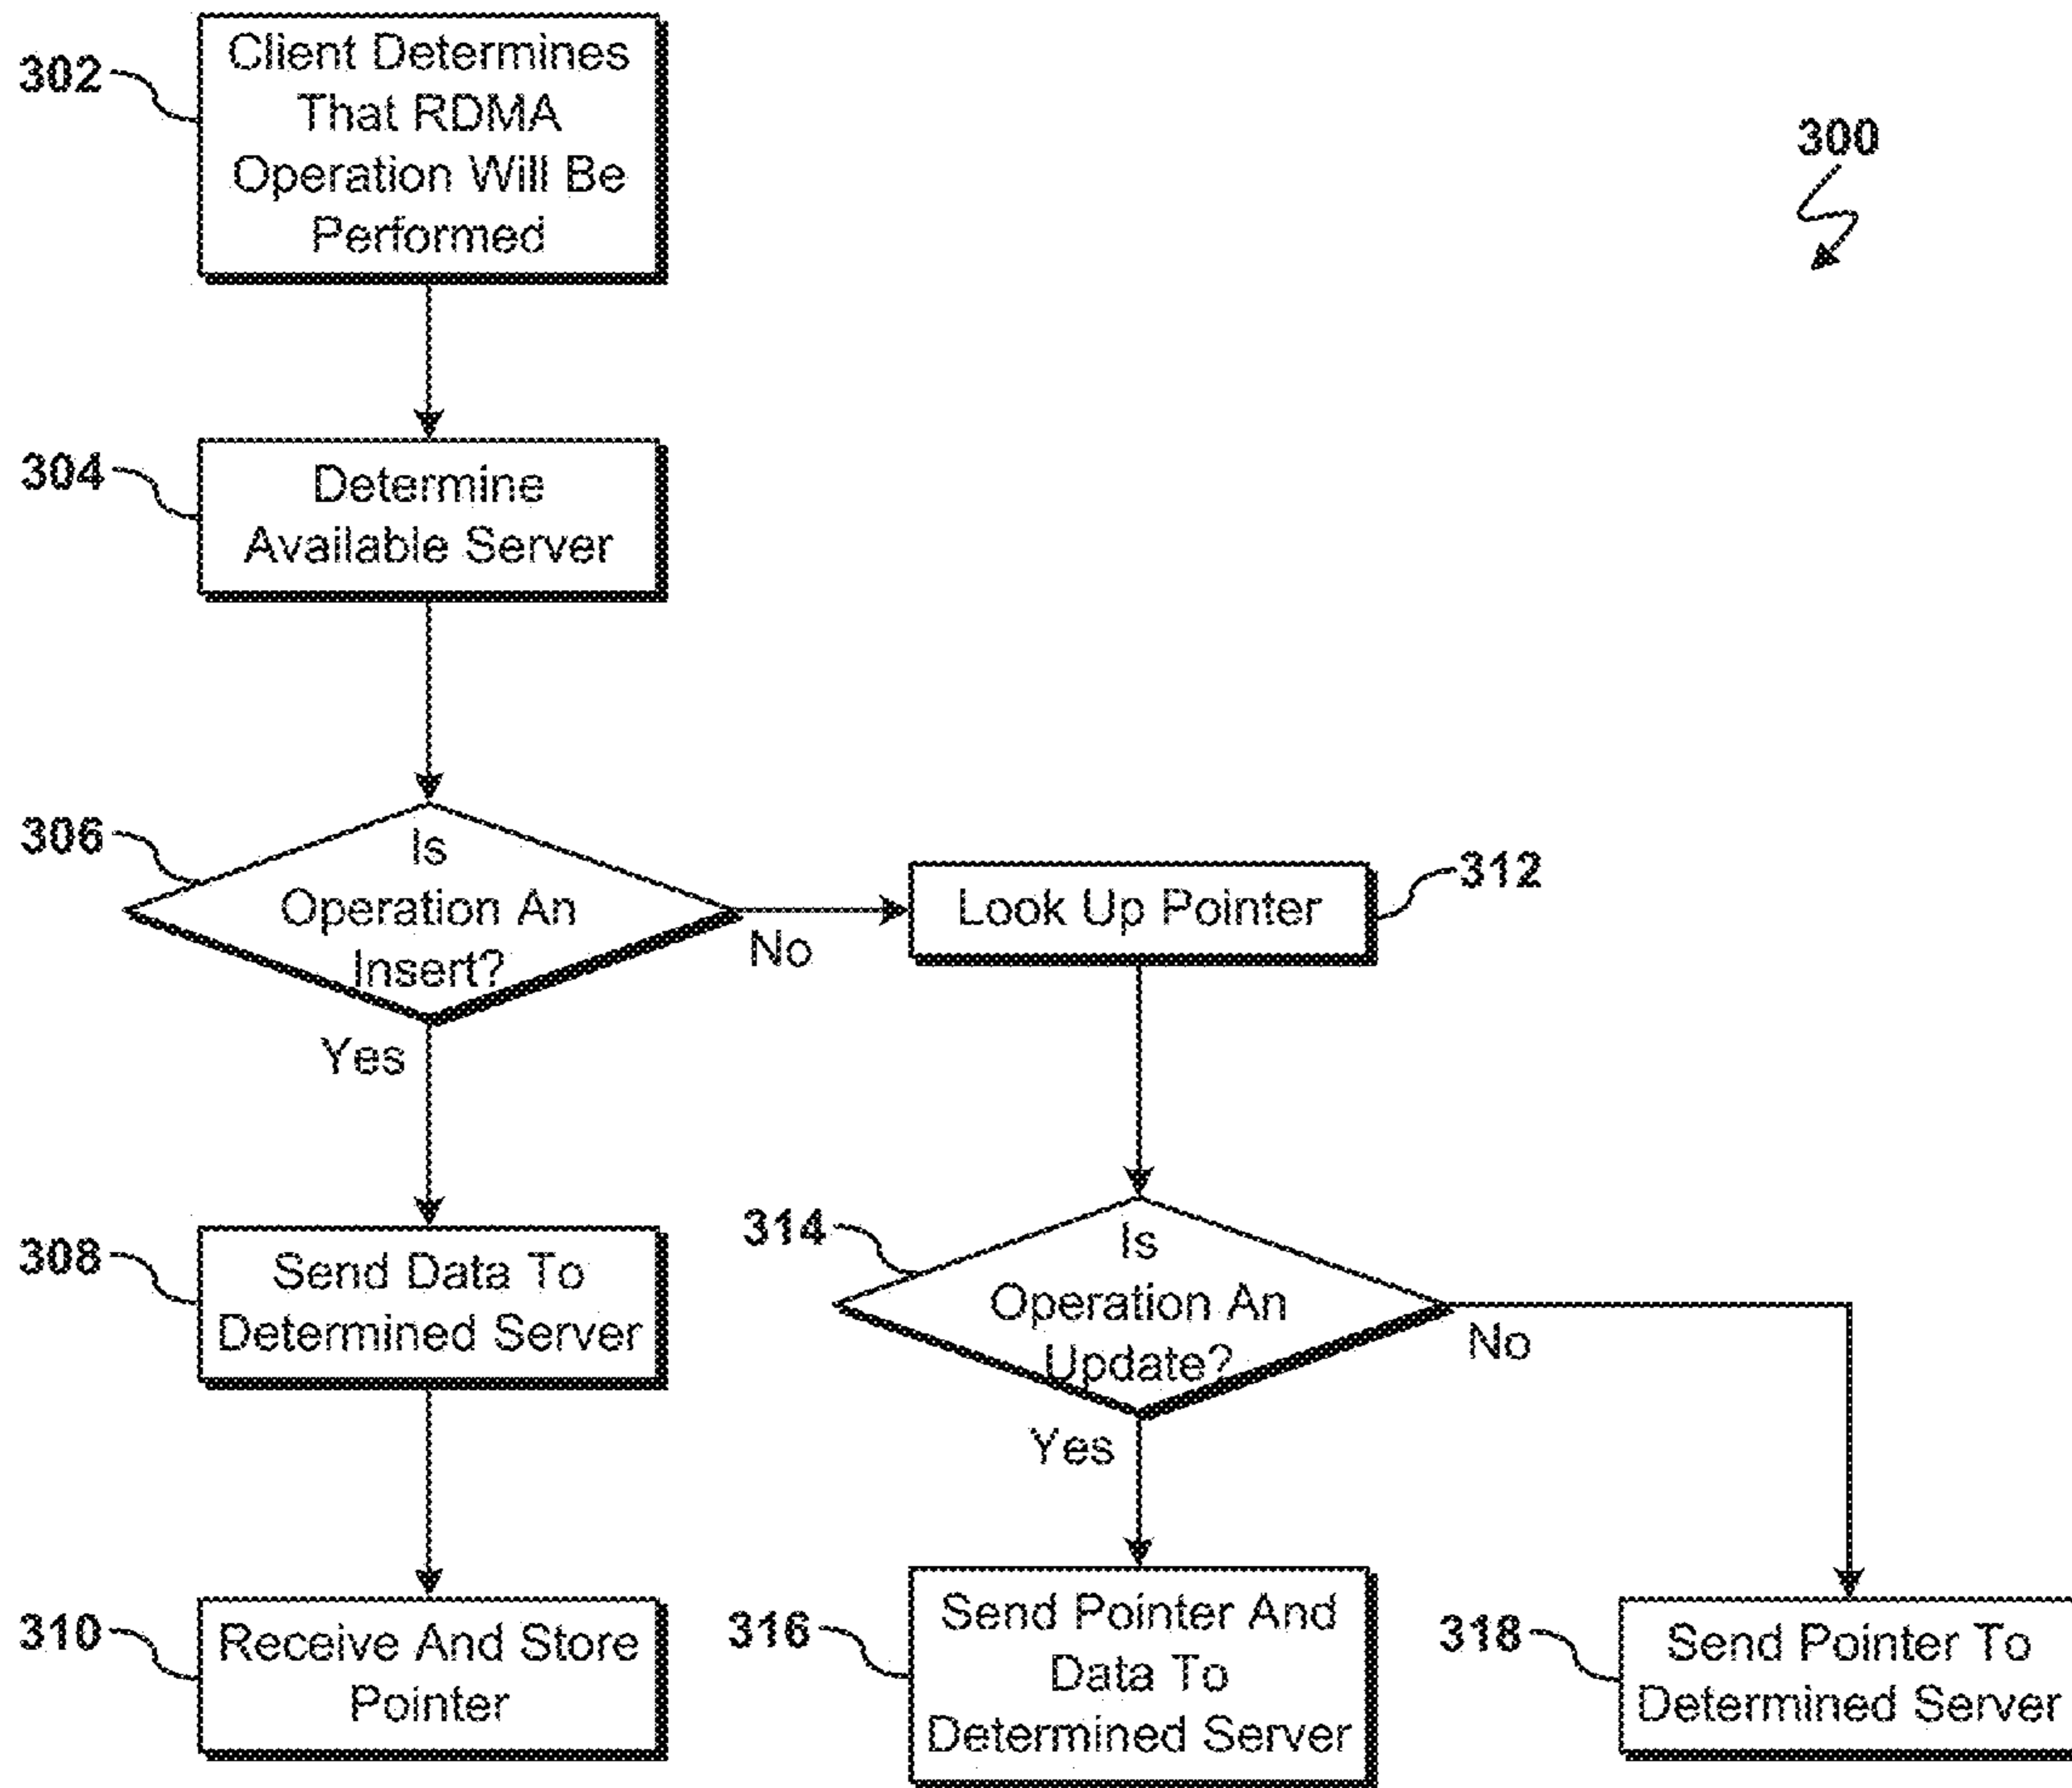 302
Client Determines
That RDMA
Operation Will Be
Performed
300
304
Determine
Available Server
306
Is
Operation An
Insert?
No
Yes
Look Up Pointer
312
308
Send Data To
Determined Server
314
Is
Operation An
Update?
No
Yes
310
Receive And Store
Pointer
316
Send Pointer And
Data To
Determined Server
318
Send Pointer To
Determined Server